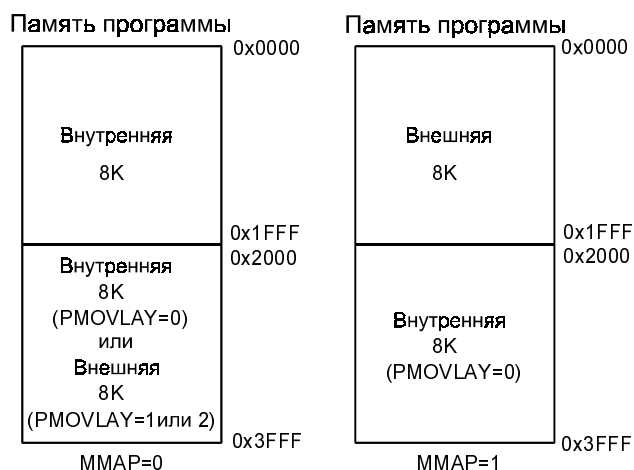 Память программы
0x0000
Внутренняя
8K
0x1FFF
0x2000
Внутренняя
8K
(PMOVLAY=0)
или
Внешняя
8K
(PMOVLAY=1или 2)
0x3FFF
MMAP=0
Память программы
0x0000
Внешняя
8K
0x1FFF
0x2000
Внутренняя
8K
(PMOVLAY=0)
0x3FFF
MMAP=1